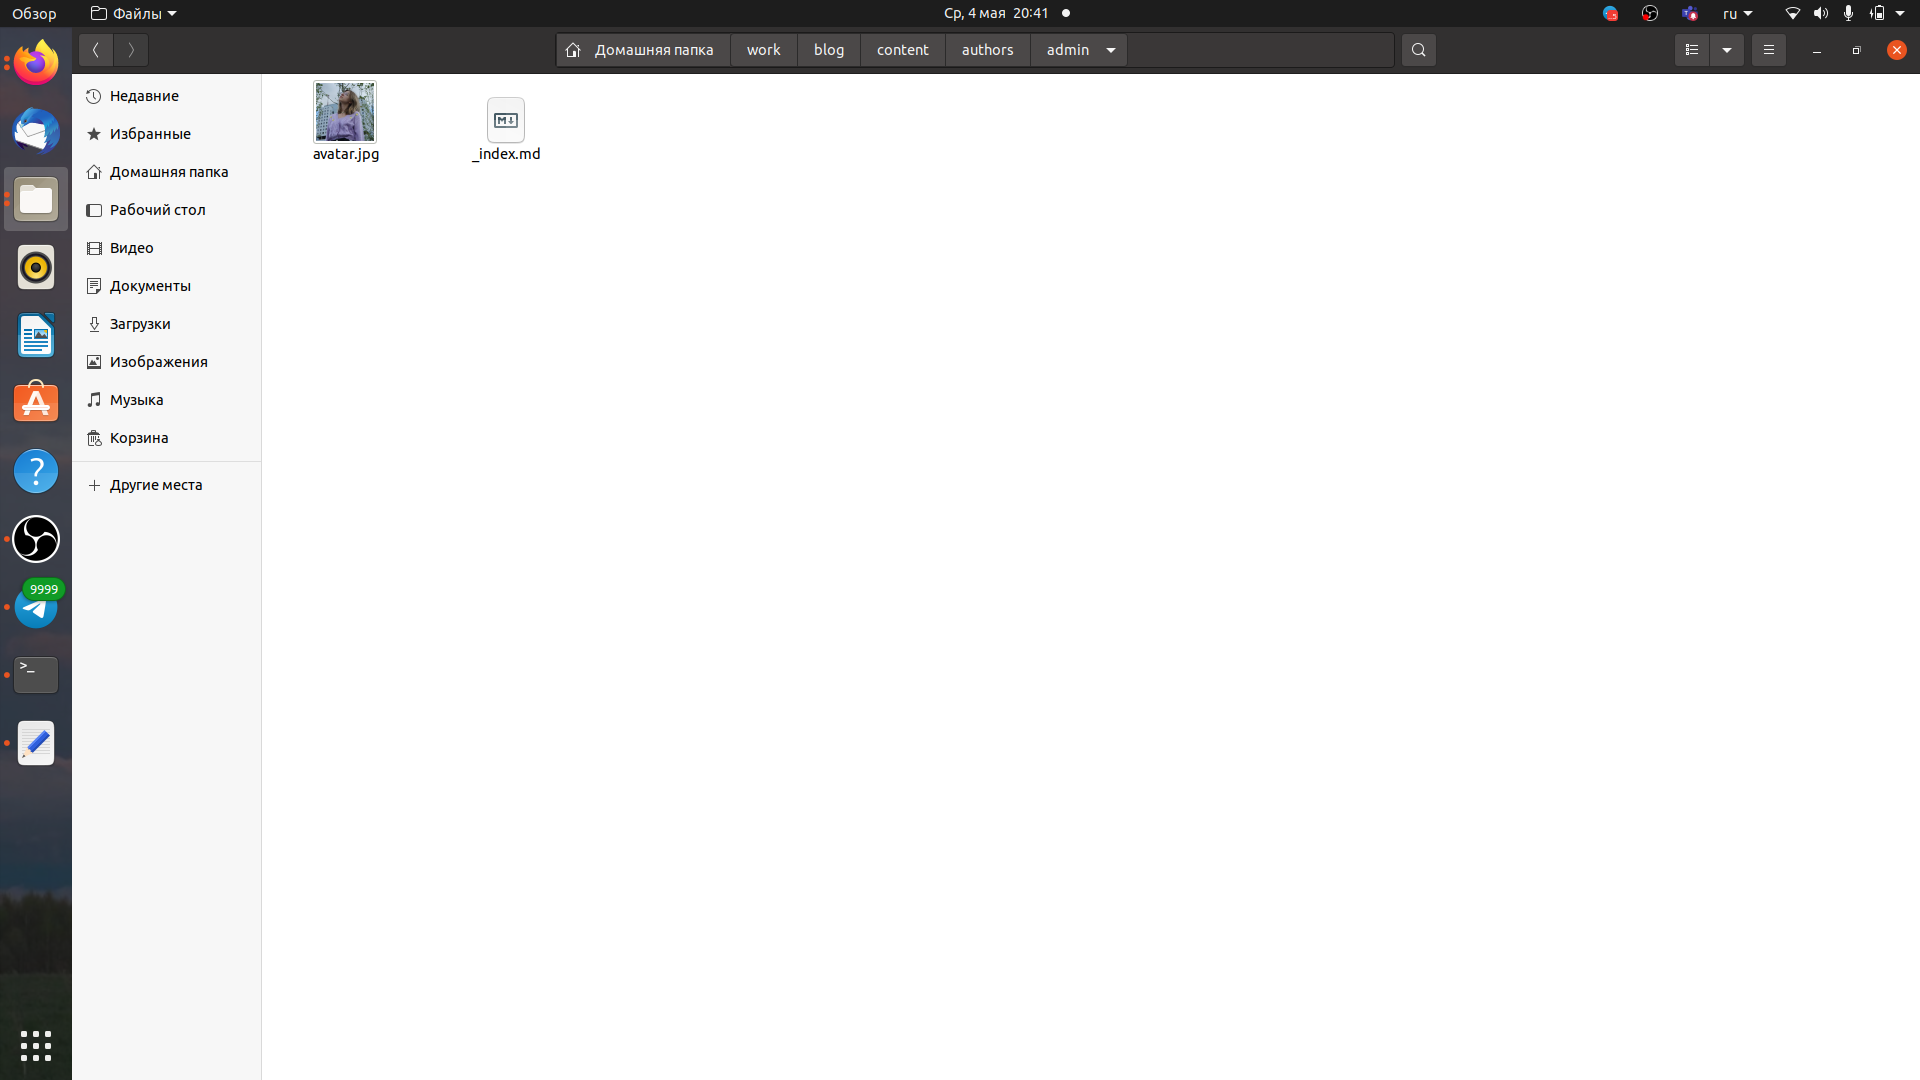 Обзор
Файлы
Ср, 4 мая 20:41
ru
Домашняя папка
work
blog
content
authors
admin
Недавние
Избранные
Домашняя папка
Рабочий стол
Видео
Документы
Загрузки
Изображения
Музыка
Корзина
Другие места
avatar.jpg
_index.md
M
?
9999
>_